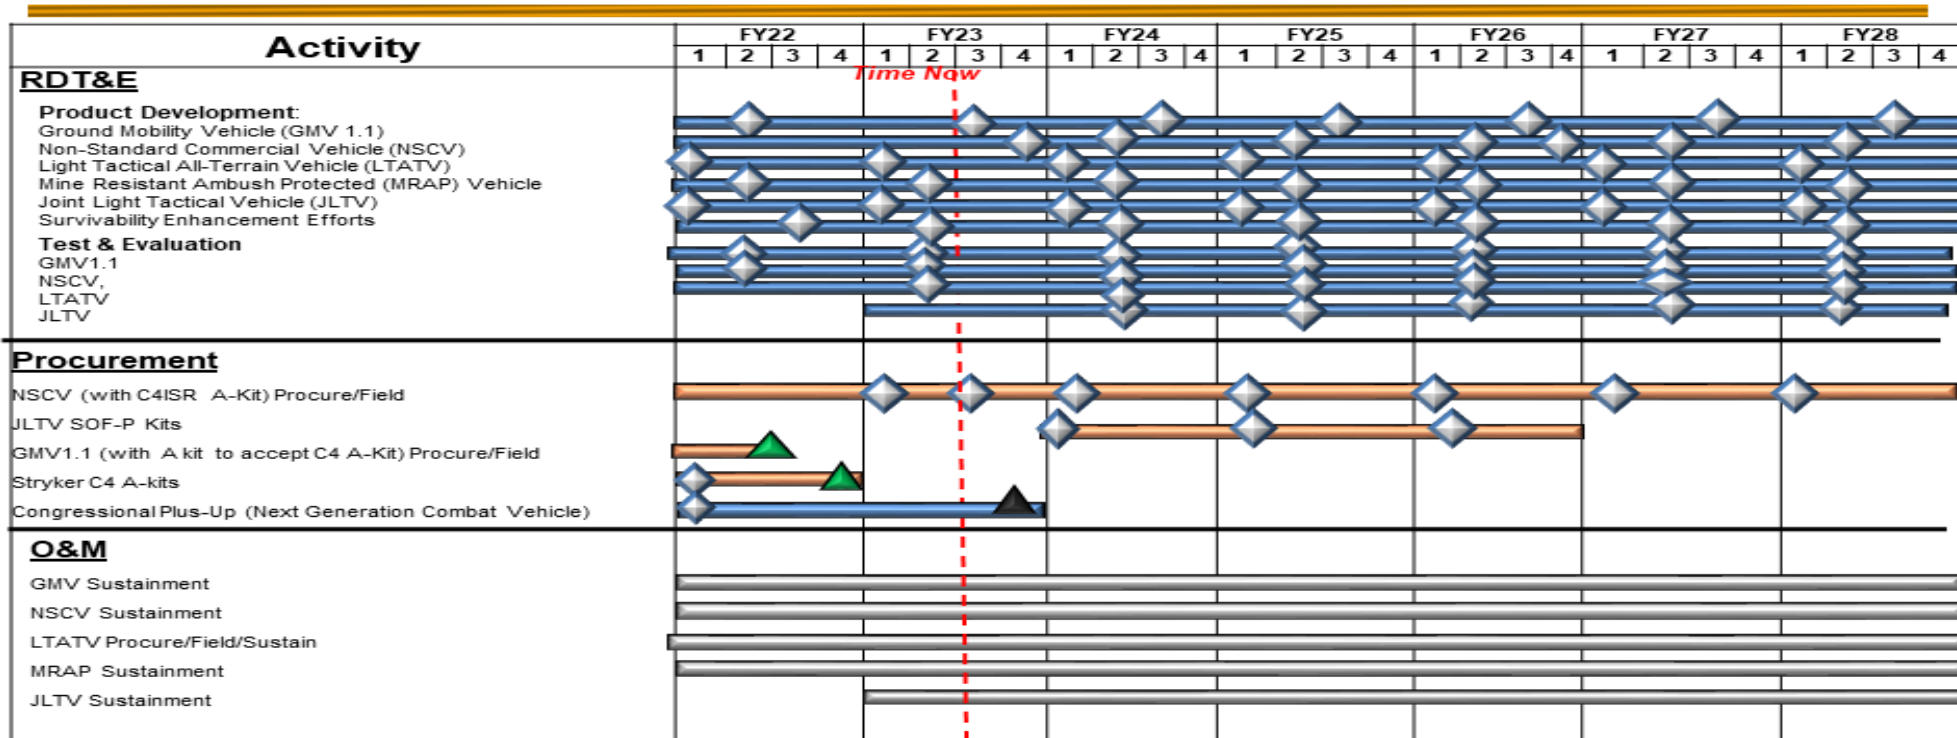 Activity
FY22 FY23 FY24 FY25 FY26 FY27 FY28
1 2 3 4 1 2 3 4 1 2 3 4 1 2 3 4 1 2 3 4 1 2 3 4 1 2 3 4
Time Now
RDT&E
Product Development:
Ground Mobility Vehicle (GMV 1.1)
Non-Standard Commercial Vehicle (NSCV)
Light Tactical All-Terrain Vehicle (LTATV)
Mine Resistant Ambush Protected (MRAP) Vehicle
Joint Light Tactical Vehicle (JLTV)
Survivability Enhancement Efforts
Test & Evaluation
GMV1.1
NSCV,
LTATV
JLTV
Procurement
NSCV (with C4ISR A-Kit) Procure/Field
JLTV SOF-P Kits
GMV1.1 (with A kit to accept C4 A-Kit) Procure/Field
Stryker C4 A-kits
Congressional Plus-Up (Next Generation Combat Vehicle)
O&M
GMV Sustainment
NSCV Sustainment
LTATV Procure/Field/Sustain
MRAP Sustainment
JLTV Sustainment